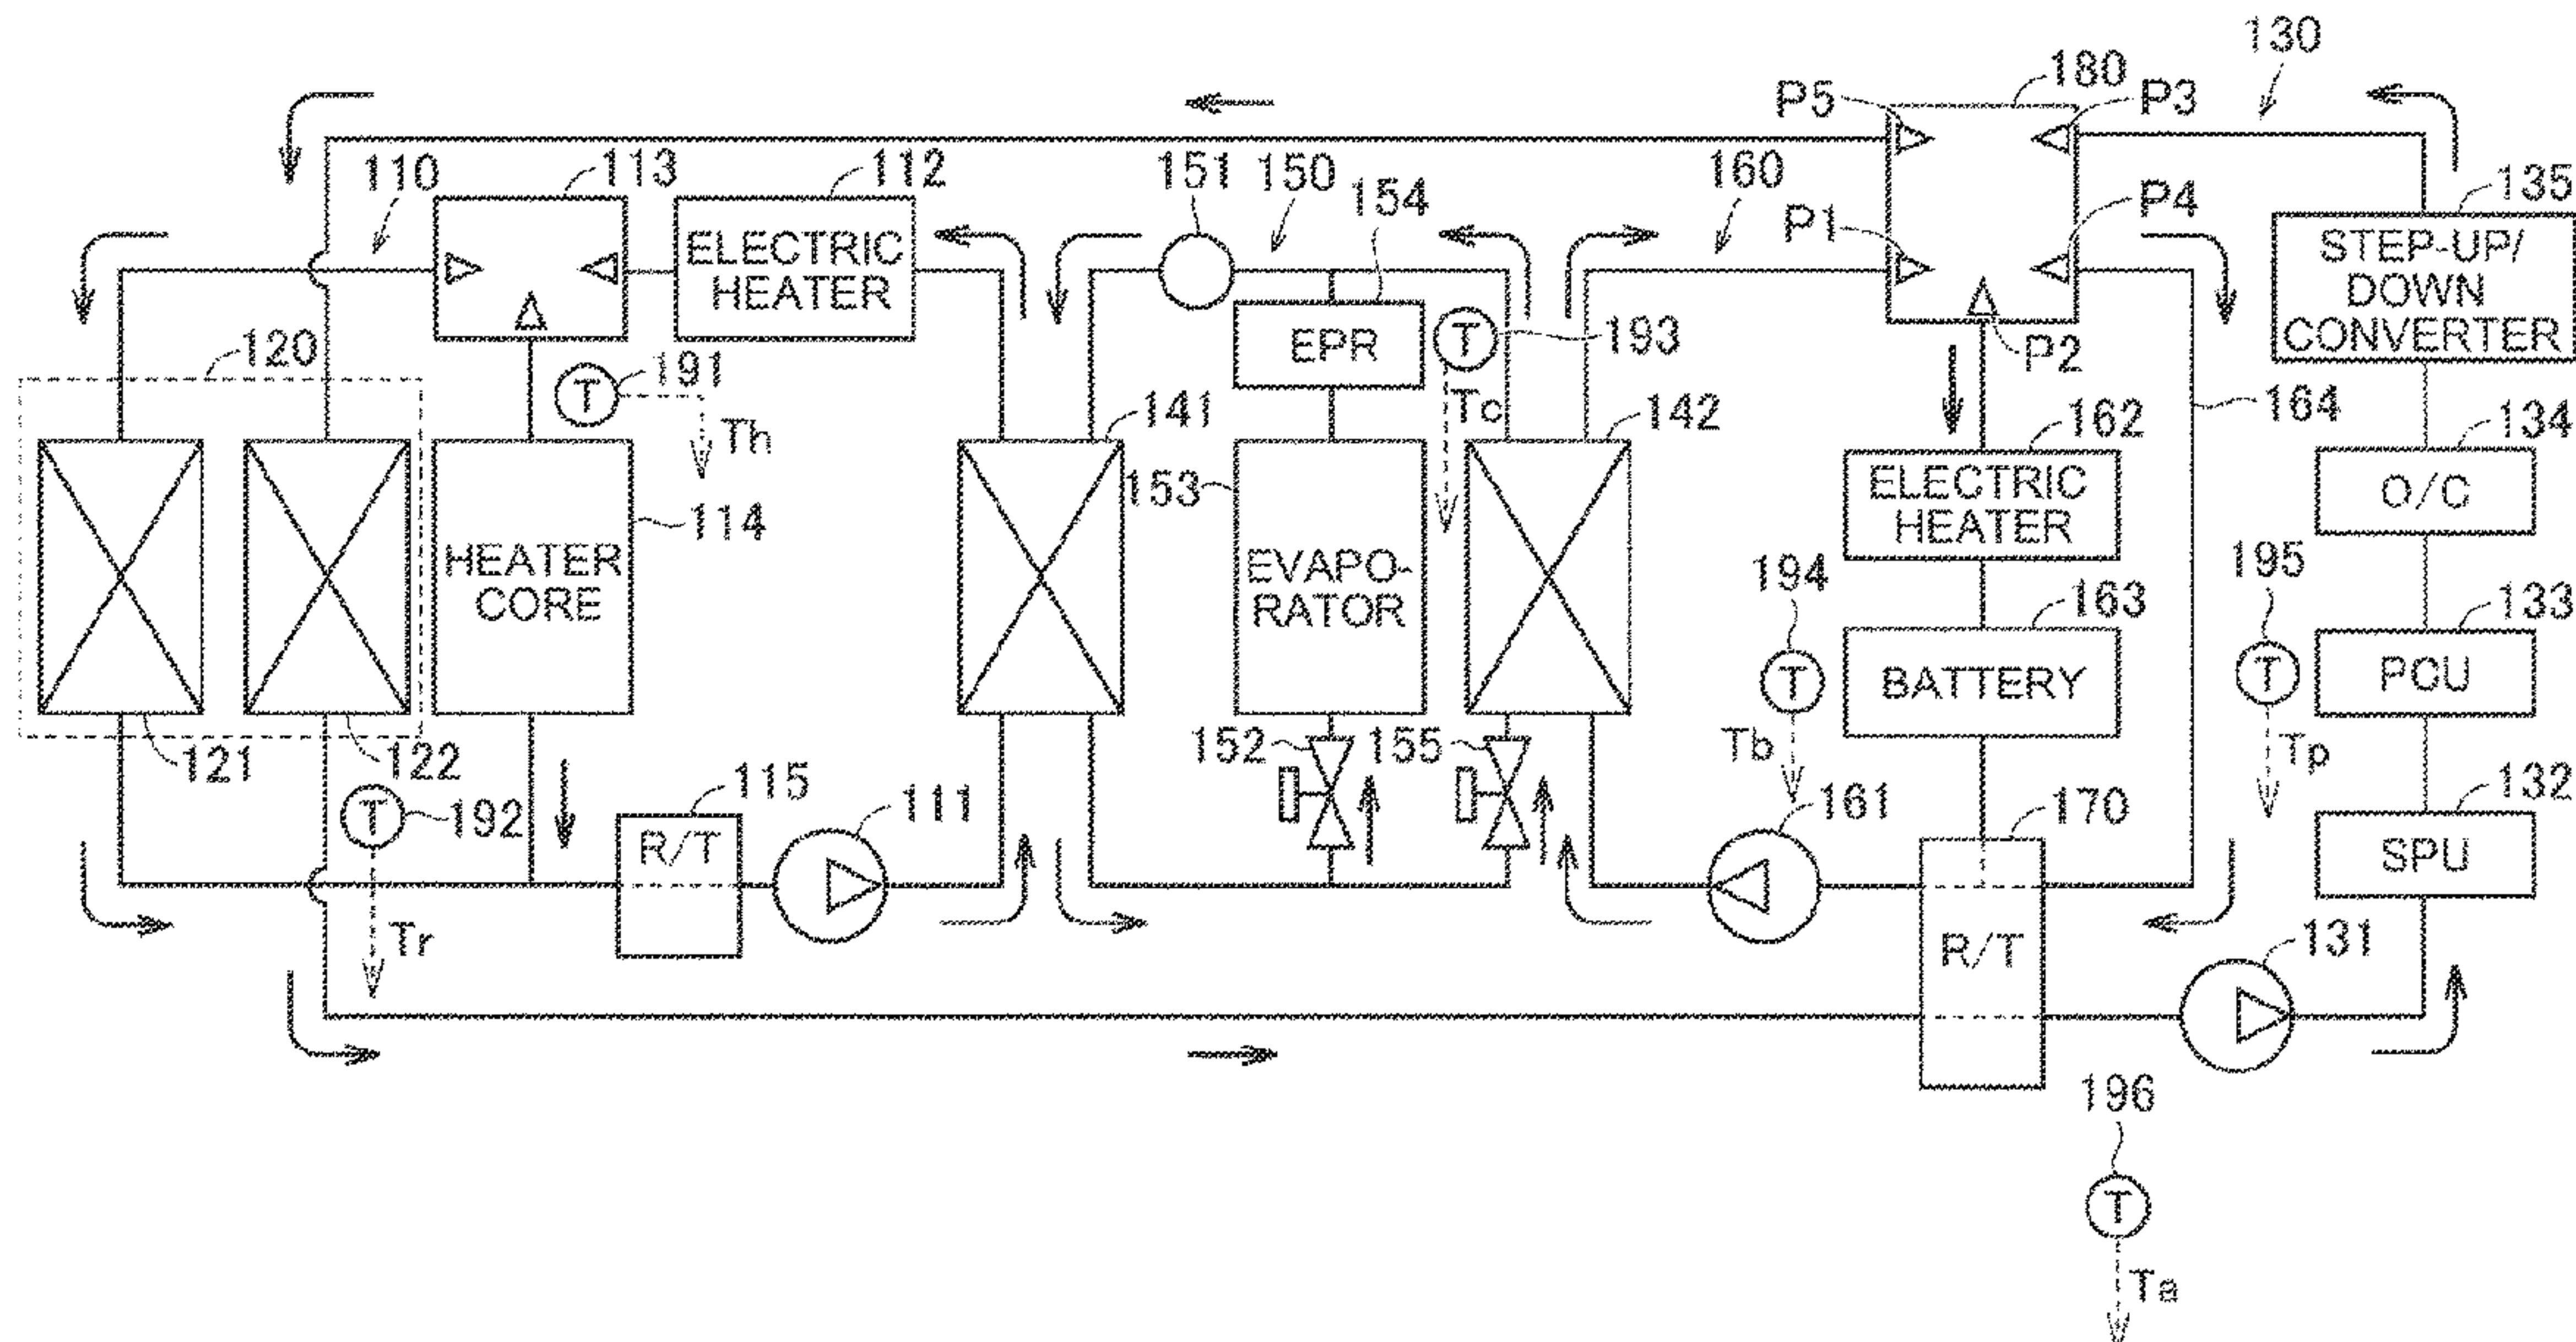 130
180
P5
P3
151
150
160
110
113
112
154
P4
135
P1
ELECTRIC
HEATER
STEP-UP/
DOWN
CONVERTER
120
EPR
T
193
P2
191
T
Tc
164
141
142
162
134
Th
153
114
ELECTRIC
HEATER
O/C
HEATER
CORE
EVAPO-
RATOR
194
195
163
133
T
BATTERY
T
PCU
121
122
152
155
Tb
Tp
115
111
161
170
132
T
192
R/T
SPU
Tr
R/T
131
196
T
Ta